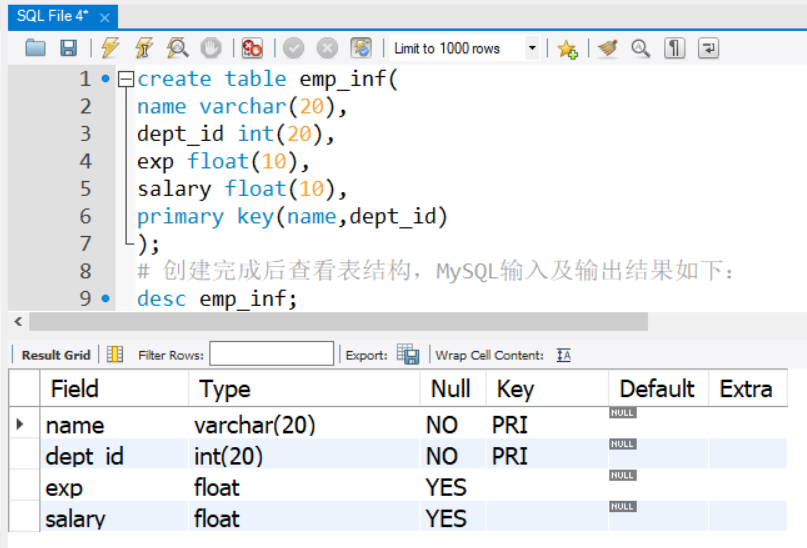 SQL File 4*
Limit to 1000 rows
1 create table emp_inf(
2 name varchar(20),
3 dept_id int(20),
4 exp float(10),
5 salary float(10),
6 primary key(name,dept_id)
7 );
8 # 创建完成后查看表结构，MySQL输入及输出结果如下：
9 desc emp_inf;
Result Grid Filter Rows: Export: Wrap Cell Content: IA
Field Type Null Key Default Extra
name varchar(20) NO PRI NULL
dept_id int(20) NO PRI NULL
exp float YES NULL
salary float YES NULL